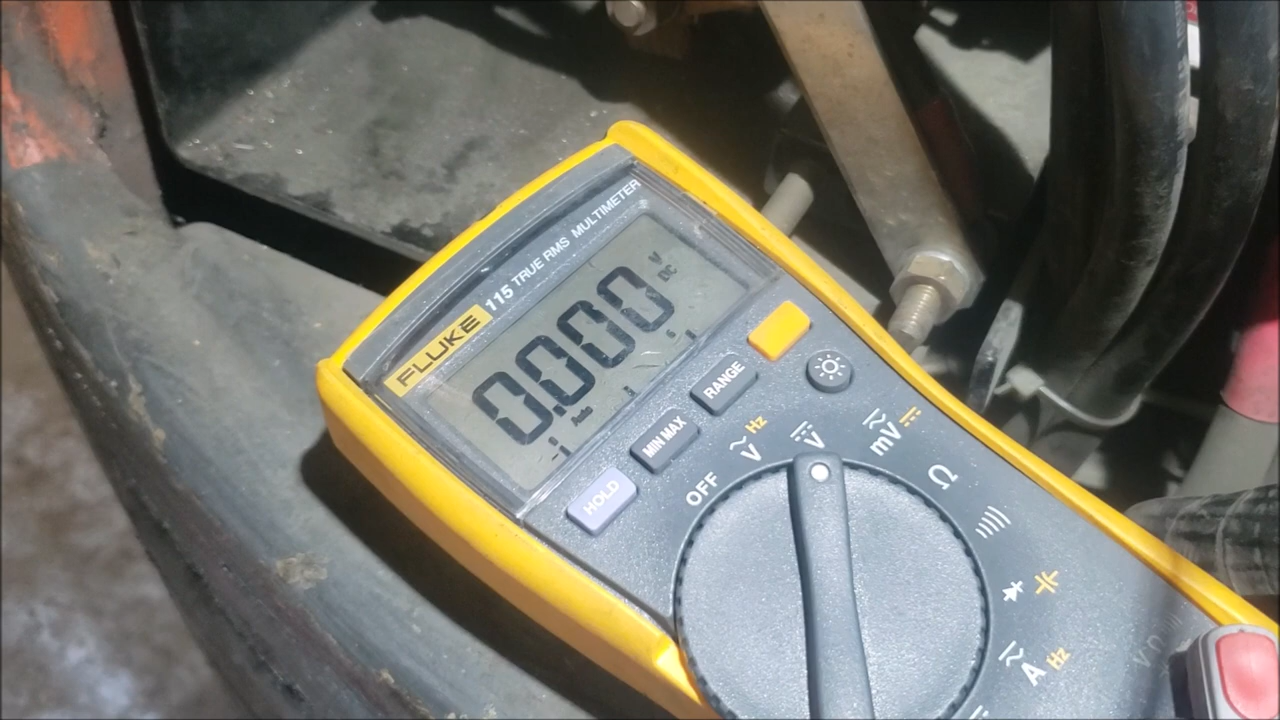 FLUKE 115 TRUE RMS MULTIMETER
0.000 V DC
Auto
HOLD
MIN MAX
RANGE
OFF
V Hz
V
mV
Ω
A Hz